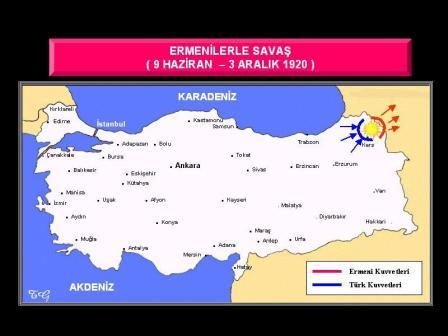 ERMENİLERLE SAVAŞ
( 9 HAZİRAN – 3 ARALIK 1920 )
KARADENİZ
Kırklareli
Edirne
İstanbul
Kastamonu
Samsun
Trabzon
Kars
Adapazarı
Bolu
Çanakkale
Bursa
Ankara
Tokat
Erzincan
Erzurum
Balıkesir
Eskişehir
Sivas
Kütahya
Van
Manisa
İzmir
Uşak
Afyon
Kayseri
Malatya
Diyarbakır
Hakkari
Aydın
Konya
Maraş
Muğla
Antalya
Mersin
Adana
Antep
Urfa
Hatay
AKDENİZ
TG
Ermeni Kuvvetleri
Türk Kuvvetleri